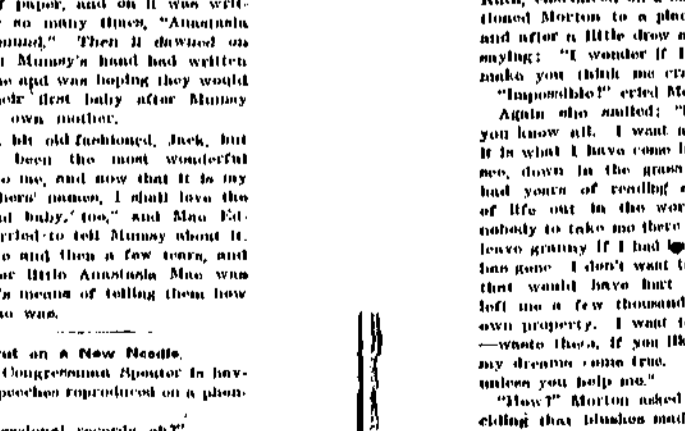 of paper, and on it was writ-
so many times, "Anastasia
Then it dawned on
t Mumsy's hand had written
and was hoping they would
their first baby after Mumsy
own mother.
bit old fashioned, Jack, but
been the most wonderful
to me, and now that it is my
names, I shall love the
baby, too," and Mae Ed-
to tell Mumsy about it.
and then a few tears, and
little Anastasia Mae was
's means of telling them how
so was.
ut on a New Needle.
Congressman Spoutor is hav-
speeches reproduced on a phon-
records, eh?"
tioned Morton to a plac
and after a little drew a
saying: "I wonder if I
make you think me cra
"Impossible!" cried Mo
Again she smiled; "I
you know all. I want a
It is what I have come
see, down in the grass
had years of reading a
of life out in the wor
nobody to take me there
leave granny if I had
has gone I don't want t
that would have hurt
left me a few thousand
own property. I want t
—waste them, if you lik
my dreams come true.
unless you help me."
"How?" Morton asked
ciding that blushes mad